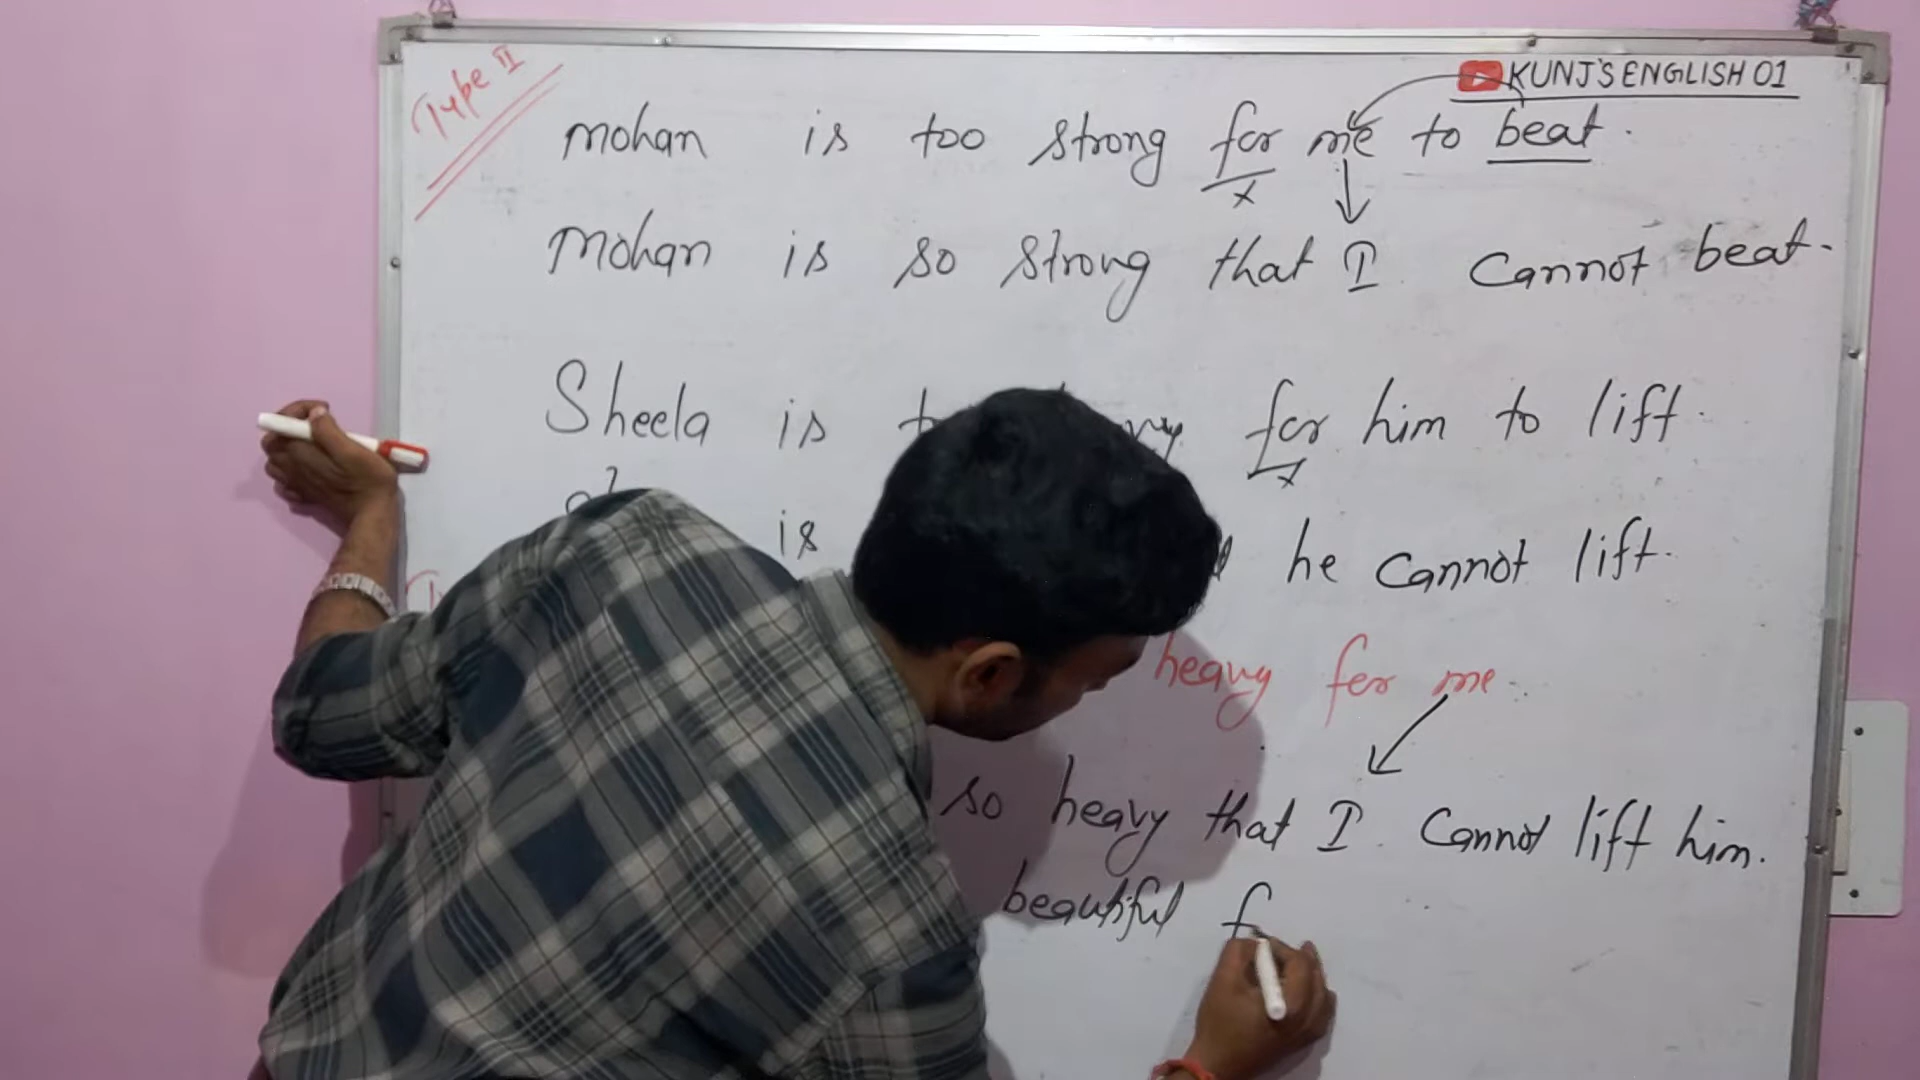 Type II
KUNJ'S ENGLISH 01
Mohan is too strong for me to beat.
x
Mohan is so strong that I cannot beat.
Sheela is for him to lift.
x
is he cannot lift.
heavy for me.
so heavy that I cannot lift him.
beautiful f